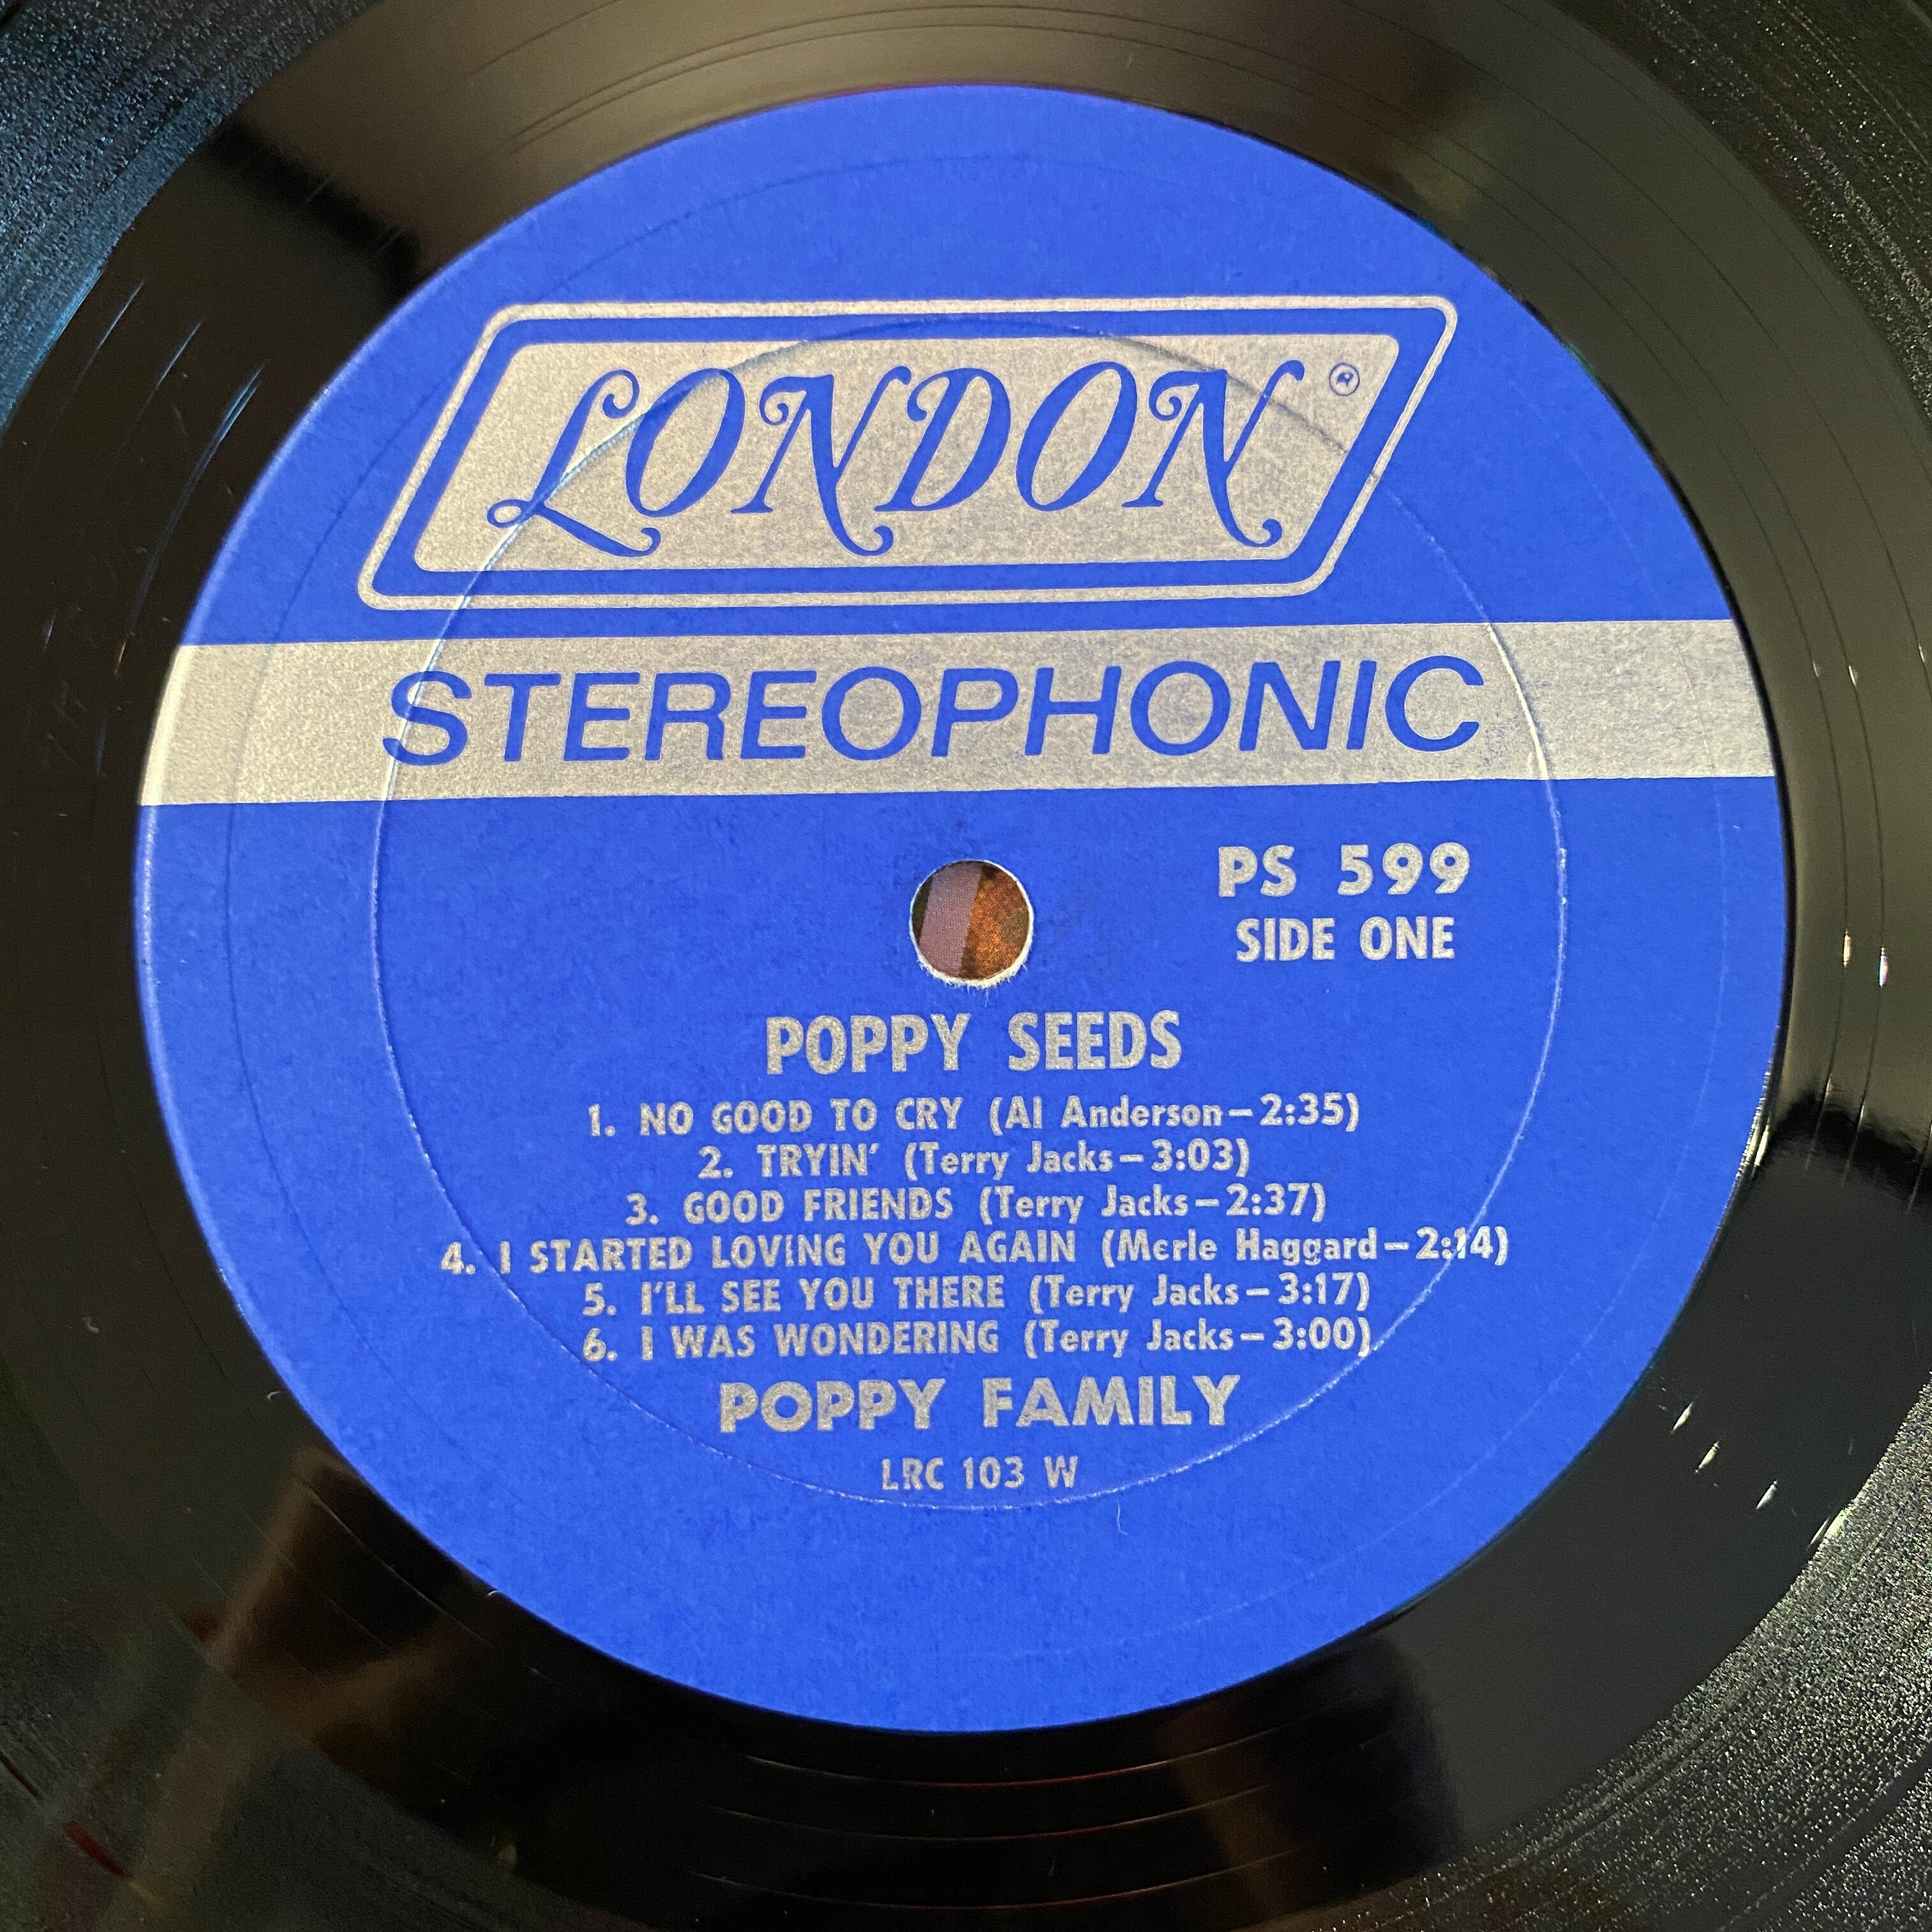 LONDON ®
STEREOPHONIC
PS 599
SIDE ONE
POPPY SEEDS
1. NO GOOD TO CRY (Al Anderson—2:35)
2. TRYIN' (Terry Jacks—3:03)
3. GOOD FRIENDS (Terry Jacks—2:37)
4. I STARTED LOVING YOU AGAIN (Merle Haggard—2:14)
5. I'LL SEE YOU THERE (Terry Jacks—3:17)
6. I WAS WONDERING (Terry Jacks—3:00)
POPPY FAMILY
LRC 103 W